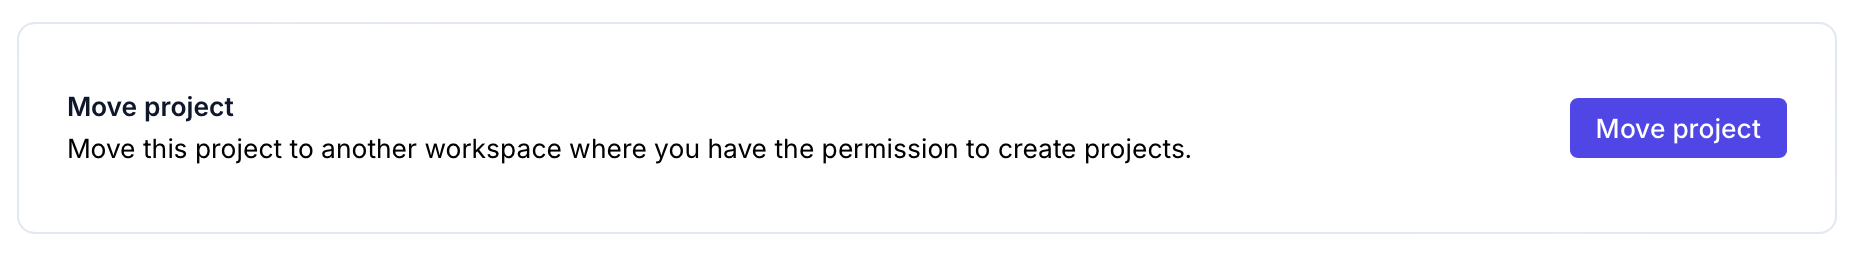 Move project
Move this project to another workspace where you have the permission to create projects.
Move project